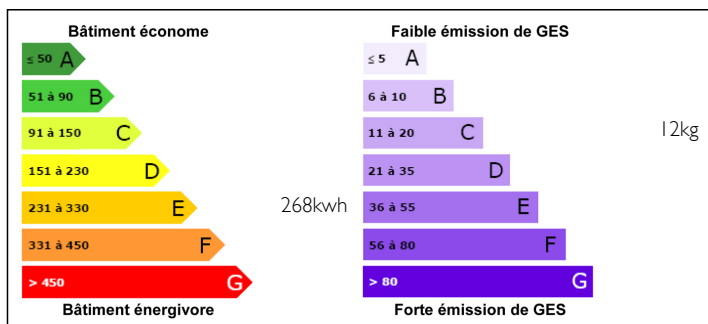 Bâtiment économe
≤ 50 A
51 à 90 B
91 à 150 C
151 à 230 D
231 à 330 E
268kwh
331 à 450 F
> 450 G
Bâtiment énergivore
Faible émission de GES
≤ 5 A
6 à 10 B
11 à 20 C
12kg
21 à 35 D
36 à 55 E
56 à 80 F
> 80 G
Forte émission de GES